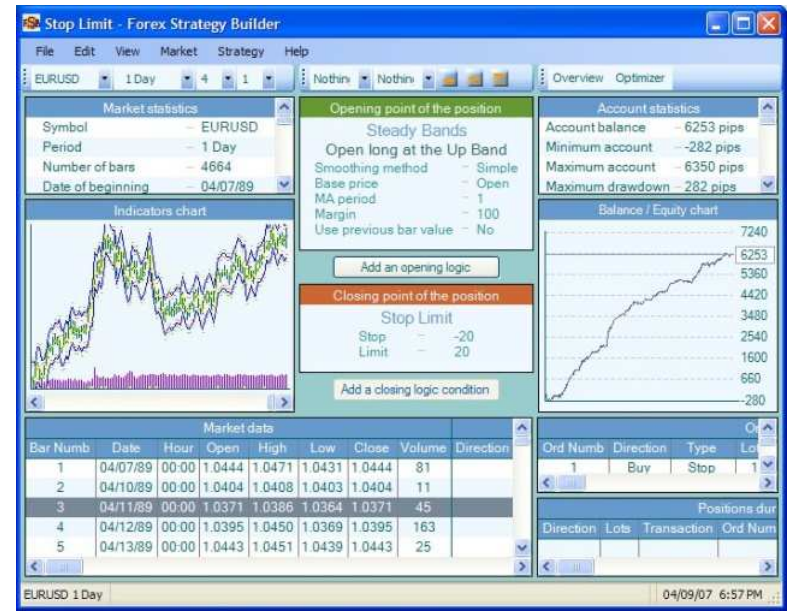 Stop Limit - Forex Strategy Builder
File Edit View Market Strategy Help
EURUSD 1 Day 4 1 Nothin Nothin Overview Optimizer
Market statistics
Symbol – EURUSD
Period – 1 Day
Number of bars – 4664
Date of beginning – 04/07/89
Opening point of the position
Steady Bands
Open long at the Up Band
Smoothing method – Simple
Base price – Open
MA period – 1
Margin – 100
Use previous bar value – No
Add an opening logic
Closing point of the position
Stop Limit
Stop – -20
Limit – 20
Add a closing logic condition
Account statistics
Account balance – 6253 pips
Minimum account – -282 pips
Maximum account – 6350 pips
Maximum drawdown – 282 pips
Indicators chart
Balance / Equity chart
7240
6253
5360
4420
3480
2540
1600
660
-280
Market data
Bar Numb Date Hour Open High Low Close Volume Direction
1 04/07/89 00:00 1.0444 1.0471 1.0431 1.0444 81
2 04/10/89 00:00 1.0404 1.0408 1.0403 1.0404 11
3 04/11/89 00:00 1.0371 1.0386 1.0364 1.0371 45
4 04/12/89 00:00 1.0395 1.0450 1.0369 1.0395 163
5 04/13/89 00:00 1.0443 1.0451 1.0439 1.0443 25
Ord Numb Direction Type Lot
1 Buy Stop 1
Positions dur
Direction Lots Transaction Ord Num
EURUSD 1 Day
04/09/07 6:57 PM